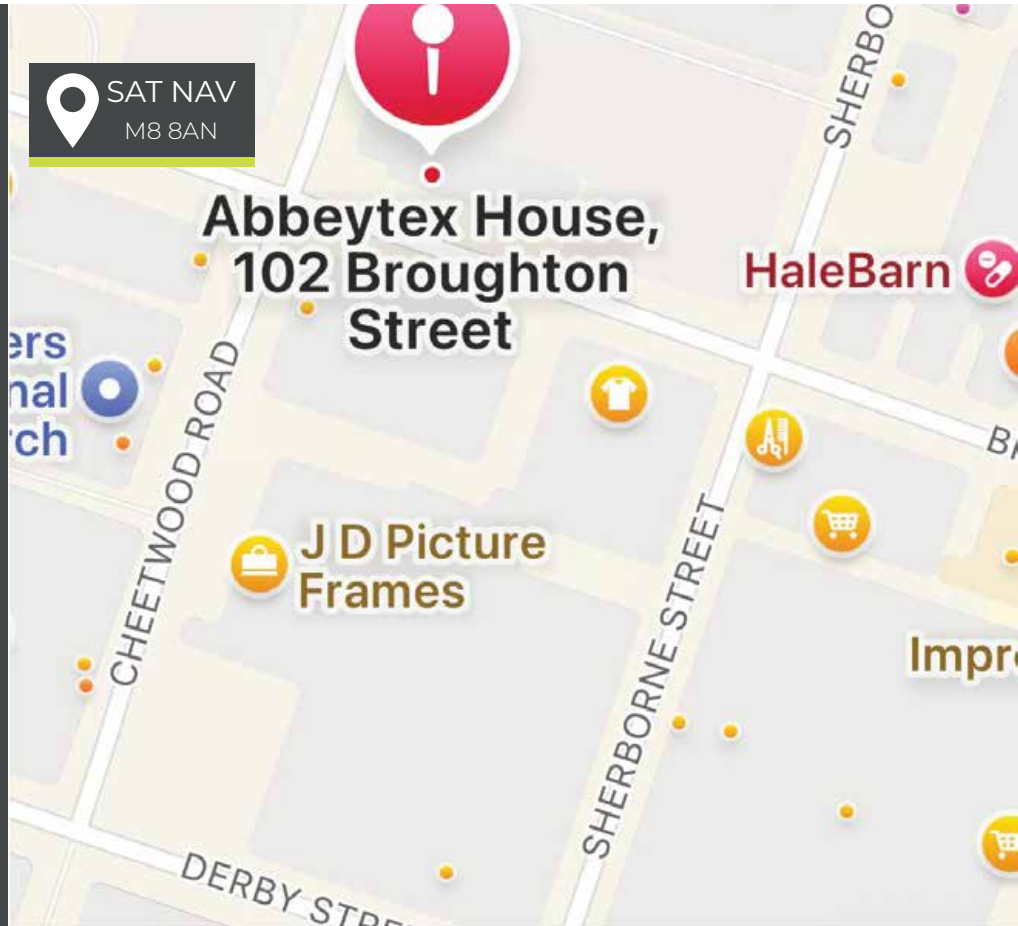 SAT NAV
M8 8AN
SHERBO
Abbeytex House,
102 Broughton
Street
HaleBarn
ers
nal
rch
CHEETWOOD ROAD
J D Picture
Frames
SHERBORNE STREET
Impr
DERBY STRE